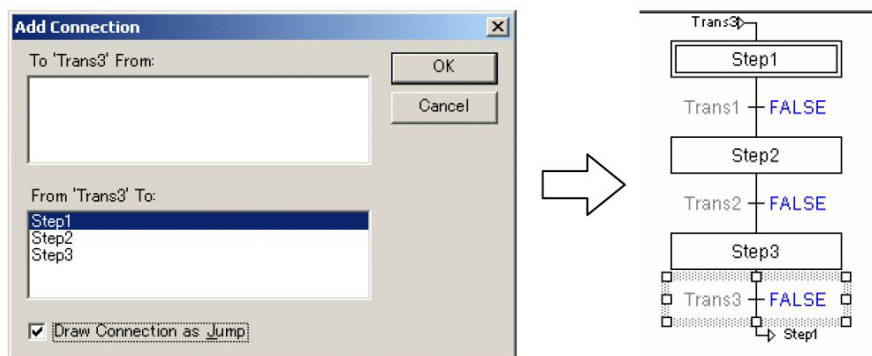 Add Connection
To 'Trans3' From:
OK
Cancel
From 'Trans3' To:
Step1
Step2
Step3
Draw Connection as Jump
Trans3
Step1
Trans1 FALSE
Step2
Trans2 FALSE
Step3
Trans3 FALSE
Step1